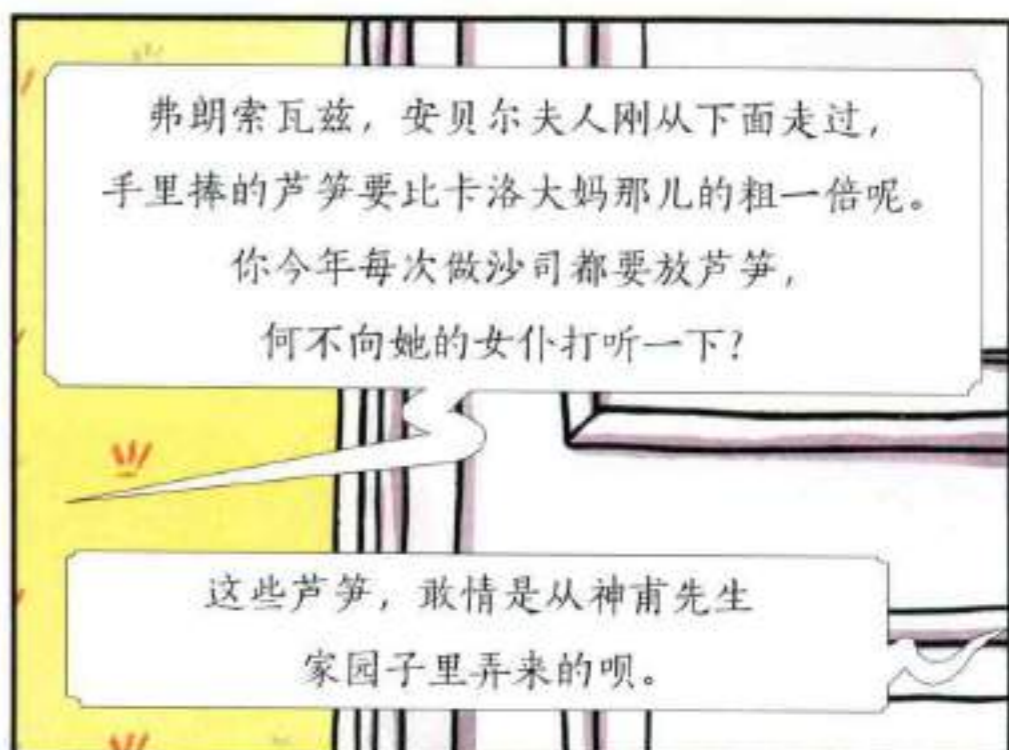 弗朗索瓦兹，安贝尔夫人刚从下面走过，
手里捧的芦笋要比卡洛大妈那儿的粗一倍呢。
你今年每次做沙司都要放芦笋，
何不向她的女仆打听一下？
这些芦笋，敢情是从神甫先生
家园子里弄来的呗。